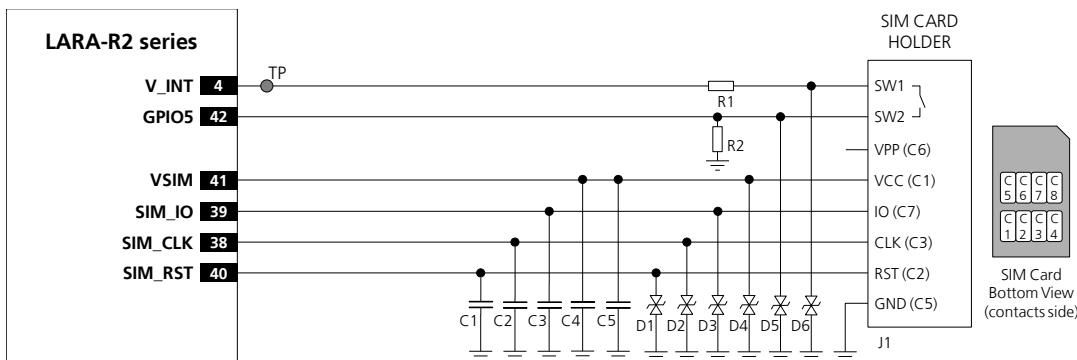 SIM CARD
HOLDER
LARA-R2 series
TP
V_INT 4
R1
SW1
GPIO5 42
SW2
R2
VPP (C6)
VSIM 41
VCC (C1)
SIM_IO 39
IO (C7)
SIM_CLK 38
CLK (C3)
SIM_RST 40
RST (C2)
GND (C5)
C1 C2 C3 C4 C5 D1 D2 D3 D4 D5 D6
J1
C C C C
5 6 7 8
C C C C
1 2 3 4
SIM Card
Bottom View
(contacts side)